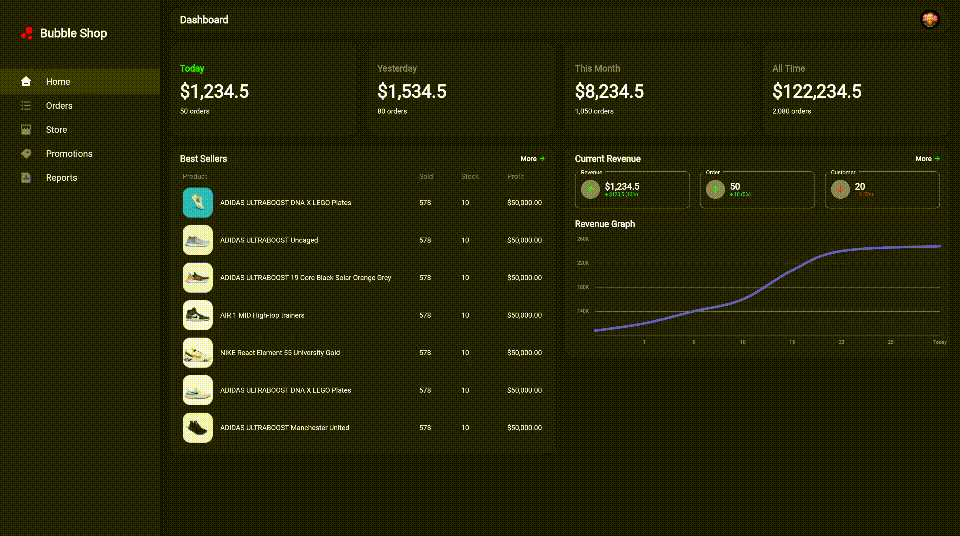 Bubble Shop
Home
Orders
Store
Promotions
Reports
Dashboard
Today
$1,234.5
50 orders
Yesterday
$1,534.5
80 orders
This Month
$8,234.5
1,050 orders
All Time
$122,234.5
2,080 orders
Best Sellers
More →
Product Sold Stock Profit
ADIDAS ULTRABOOST DNA X LEGO Plates 578 10 $50,000.00
ADIDAS ULTRABOOST Uncaged 578 10 $50,000.00
ADIDAS ULTRABOOST 19 Core Black Solar Orange Grey 578 10 $50,000.00
AIR 1 MID High-top trainers 578 10 $50,000.00
NIKE React Element 55 University Gold 578 10 $50,000.00
ADIDAS ULTRABOOST DNA X LEGO Plates 578 10 $50,000.00
ADIDAS ULTRABOOST Manchester United 578 10 $50,000.00
Current Revenue
More →
Revenue
$1,234.5
Order
50
+ 10 (5%)
Customer
20
Revenue Graph
260K
220K
180K
140K
1 5 10 15 20 25 Today